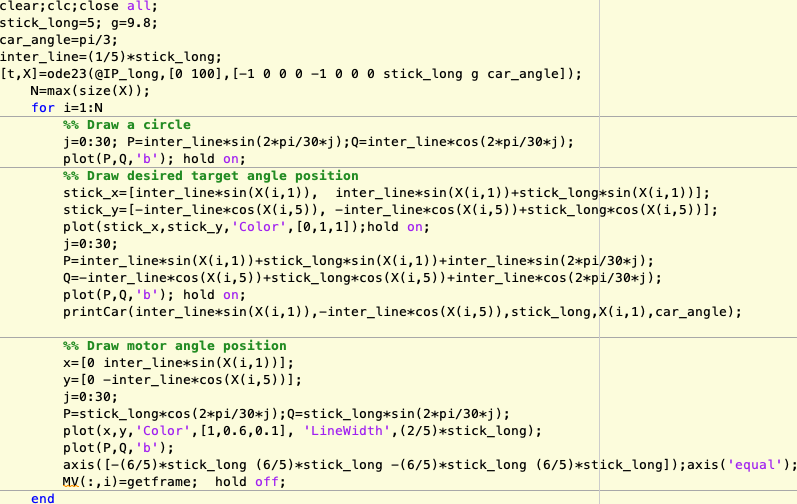 clear;clc;close all;
stick_long=5; g=9.8;
car_angle=pi/3;
inter_line=(1/5)*stick_long;
[t,X]=ode23(@IP_long,[0 100],[-1 0 0 0 -1 0 0 0 stick_long g car_angle]);
N=max(size(X));
for i=1:N
%% Draw a circle
j=0:30; P=inter_line*sin(2*pi/30*j);Q=inter_line*cos(2*pi/30*j);
plot(P,Q,'b'); hold on;
%% Draw desired target angle position
stick_x=[inter_line*sin(X(i,1)),  inter_line*sin(X(i,1))+stick_long*sin(X(i,1))];
stick_y=[-inter_line*cos(X(i,5)), -inter_line*cos(X(i,5))+stick_long*cos(X(i,5))];
plot(stick_x,stick_y,'Color',[0,1,1]);hold on;
j=0:30;
P=inter_line*sin(X(i,1))+stick_long*sin(X(i,1))+inter_line*sin(2*pi/30*j);
Q=-inter_line*cos(X(i,5))+stick_long*cos(X(i,5))+inter_line*cos(2*pi/30*j);
plot(P,Q,'b'); hold on;
printCar(inter_line*sin(X(i,1)),-inter_line*cos(X(i,5)),stick_long,X(i,1),car_angle);
%% Draw motor angle position
x=[0 inter_line*sin(X(i,1))];
y=[0 -inter_line*cos(X(i,5))];
j=0:30;
P=stick_long*cos(2*pi/30*j);Q=stick_long*sin(2*pi/30*j);
plot(x,y,'Color',[1,0.6,0.1], 'LineWidth',(2/5)*stick_long);
plot(P,Q,'b');
axis([-(6/5)*stick_long (6/5)*stick_long -(6/5)*stick_long (6/5)*stick_long]);axis('equal');
MV(:,i)=getframe;  hold off;
end